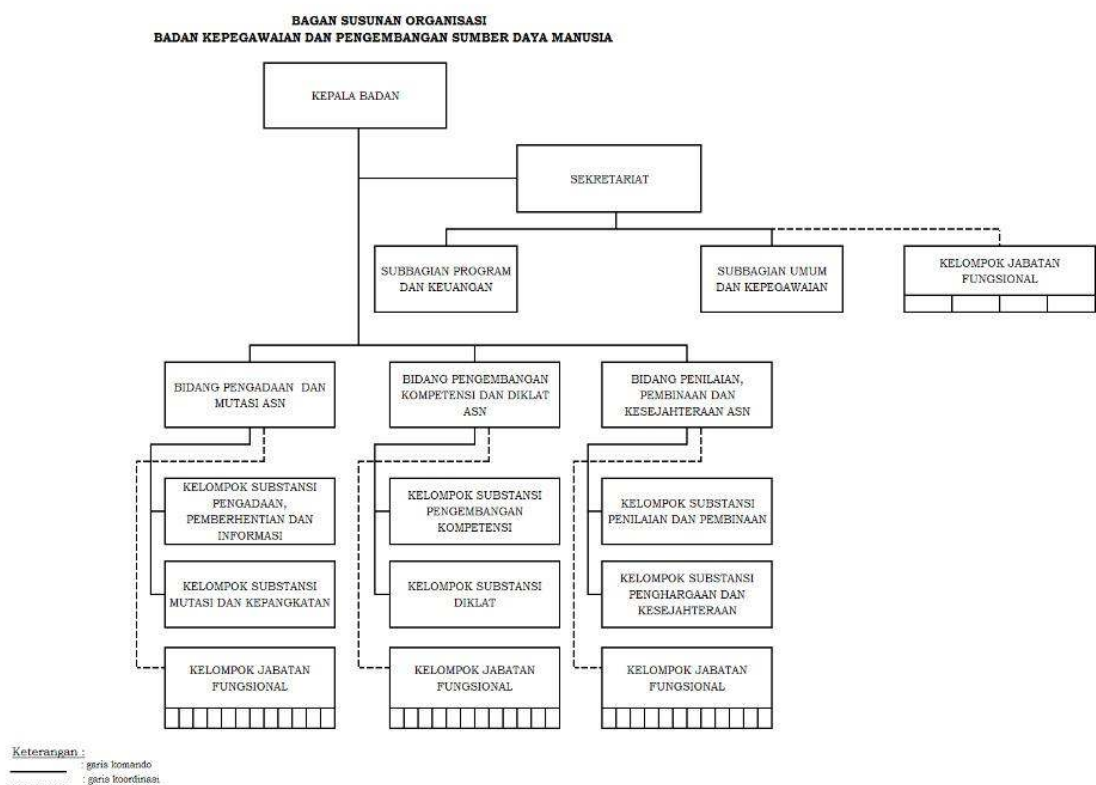 BAGAN SUSUNAN ORGANISASI
BADAN KEPEGAWAIAN DAN PENGEMBANGAN SUMBER DAYA MANUSIA
KEPALA BADAN
SEKRETARIAT
SUBBAGIAN PROGRAM
DAN KEUANGAN
SUBBAGIAN UMUM
DAN KEPEGAWAIAN
KELOMPOK JABATAN
FUNGSIONAL
BIDANG PENGADAAN DAN
MUTASI ASN
BIDANG PENGEMBANGAN
KOMPETENSI DAN DIKLAT
ASN
BIDANG PENILAIAN,
PEMBINAAN DAN
KESEJAHTERAAN ASN
KELOMPOK SUBSTANSI
PENGADAAN,
PEMBERHENTIAN DAN
INFORMASI
KELOMPOK SUBSTANSI
PENGEMBANGAN
KOMPETENSI
KELOMPOK SUBSTANSI
PENILAIAN DAN PEMBINAAN
KELOMPOK SUBSTANSI
MUTASI DAN KEPANGKATAN
KELOMPOK SUBSTANSI
DIKLAT
KELOMPOK SUBSTANSI
PENGHARGAAN DAN
KESEJAHTERAAN
KELOMPOK JABATAN
FUNGSIONAL
KELOMPOK JABATAN
FUNGSIONAL
KELOMPOK JABATAN
FUNGSIONAL
Keterangan :
: garis komando
: garis koordinasi